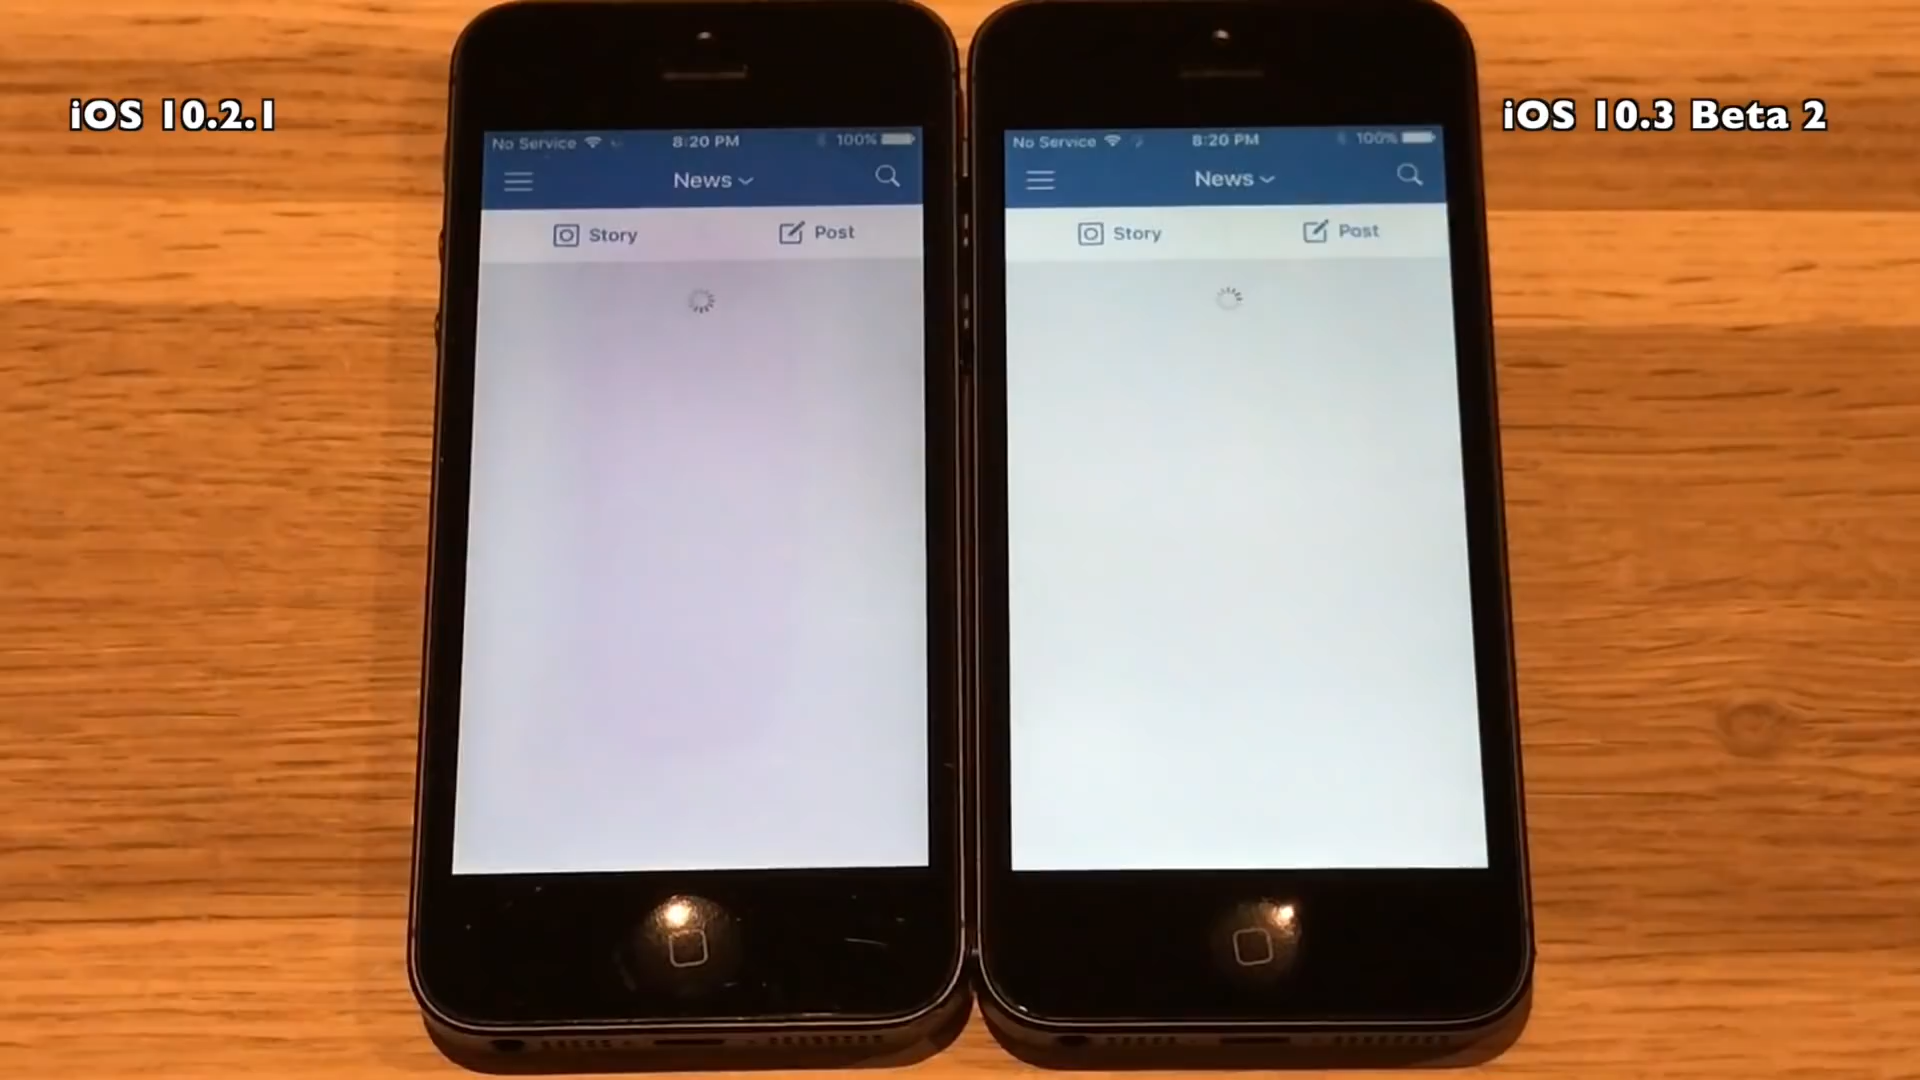 iOS 10.2.1
iOS 10.3 Beta 2
No Service 8:20 PM 100%
News
Story Post
No Service 8:20 PM 100%
News
Story Post